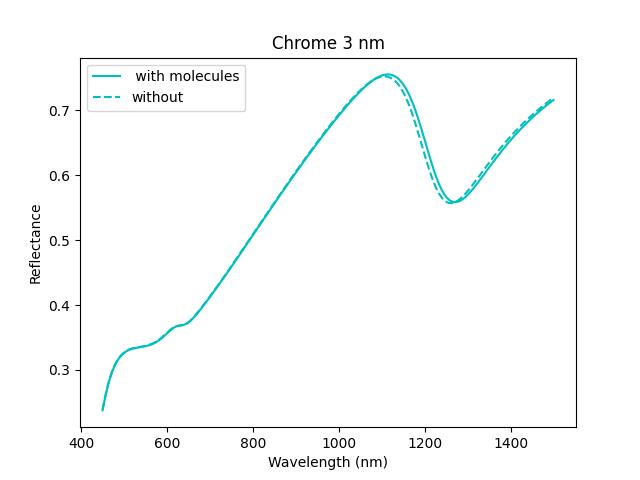 Chrome 3 nm
with molecules
without
0.7
0.6
0.5
0.4
0.3
Reflectance
400 600 800 1000 1200 1400
Wavelength (nm)